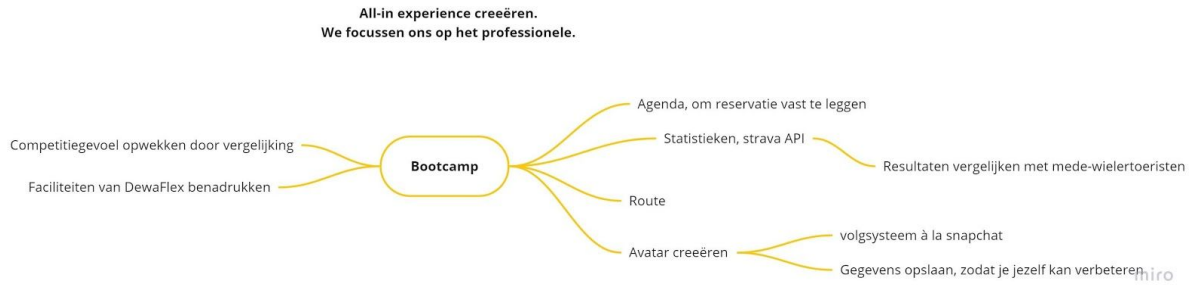 All-in experience creeëren.
We focussen ons op het professionele.
Competitiegevoel opwekken door vergelijking
Faciliteiten van DewaFlex benadrukken
Bootcamp
Agenda, om reservatie vast te leggen
Statistieken, strava API
Resultaten vergelijken met mede-wielertoeristen
Route
Avatar creeëren
volgsysteem à la snapchat
Gegevens opslaan, zodat je jezelf kan verbeteren
miro